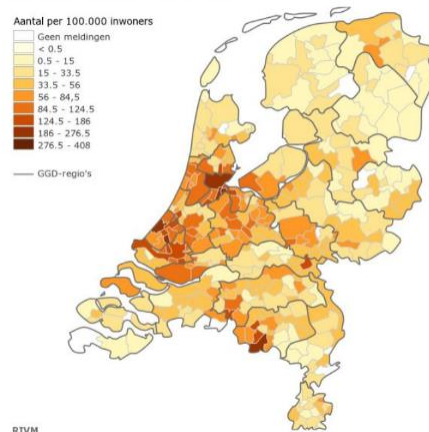 Aantal per 100.000 inwoners
Geen meldingen
< 0.5
0.5 - 15
15 - 33.5
33.5 - 56
56 - 84,5
84.5 - 124.5
124.5 - 186
186 - 276.5
276.5 - 408
GGD-regio's
RIVM